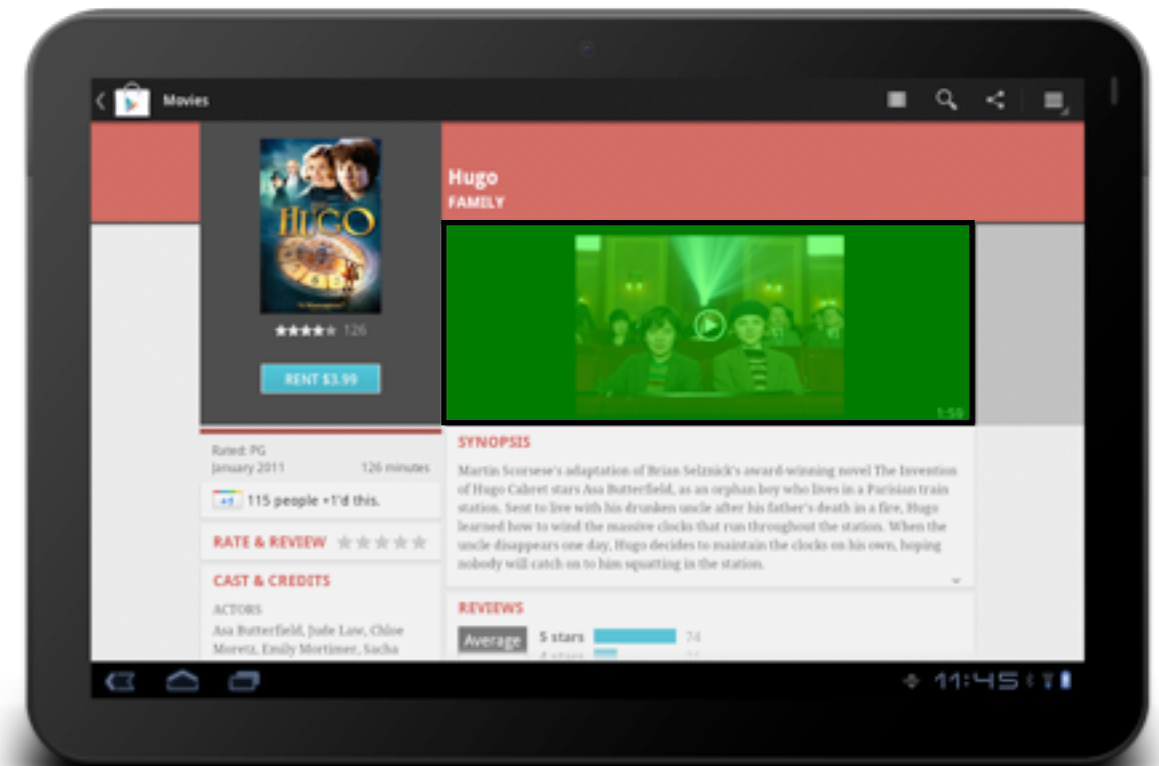 Movies
Hugo
FAMILY
HUGO
126
RENT $3.99
1:59
Rated: PG
January 2011 126 minutes
+1 115 people +1'd this.
RATE & REVIEW
CAST & CREDITS
ACTORS
Asa Butterfield, Jude Law, Chloe
Moretz, Emily Mortimer, Sacha
SYNOPSIS
Martin Scorsese's adaptation of Brian Selznick's award-winning novel The Invention
of Hugo Cabret stars Asa Butterfield, as an orphan boy who lives in a Parisian train
station. Sent to live with his drunken uncle after his father's death in a fire, Hugo
learned how to wind the massive clocks that run throughout the station. When the
uncle disappears one day, Hugo decides to maintain the clocks on his own, hoping
nobody will catch on to him squatting in the station.
REVIEWS
Average 5 stars 74
4 stars
11:45